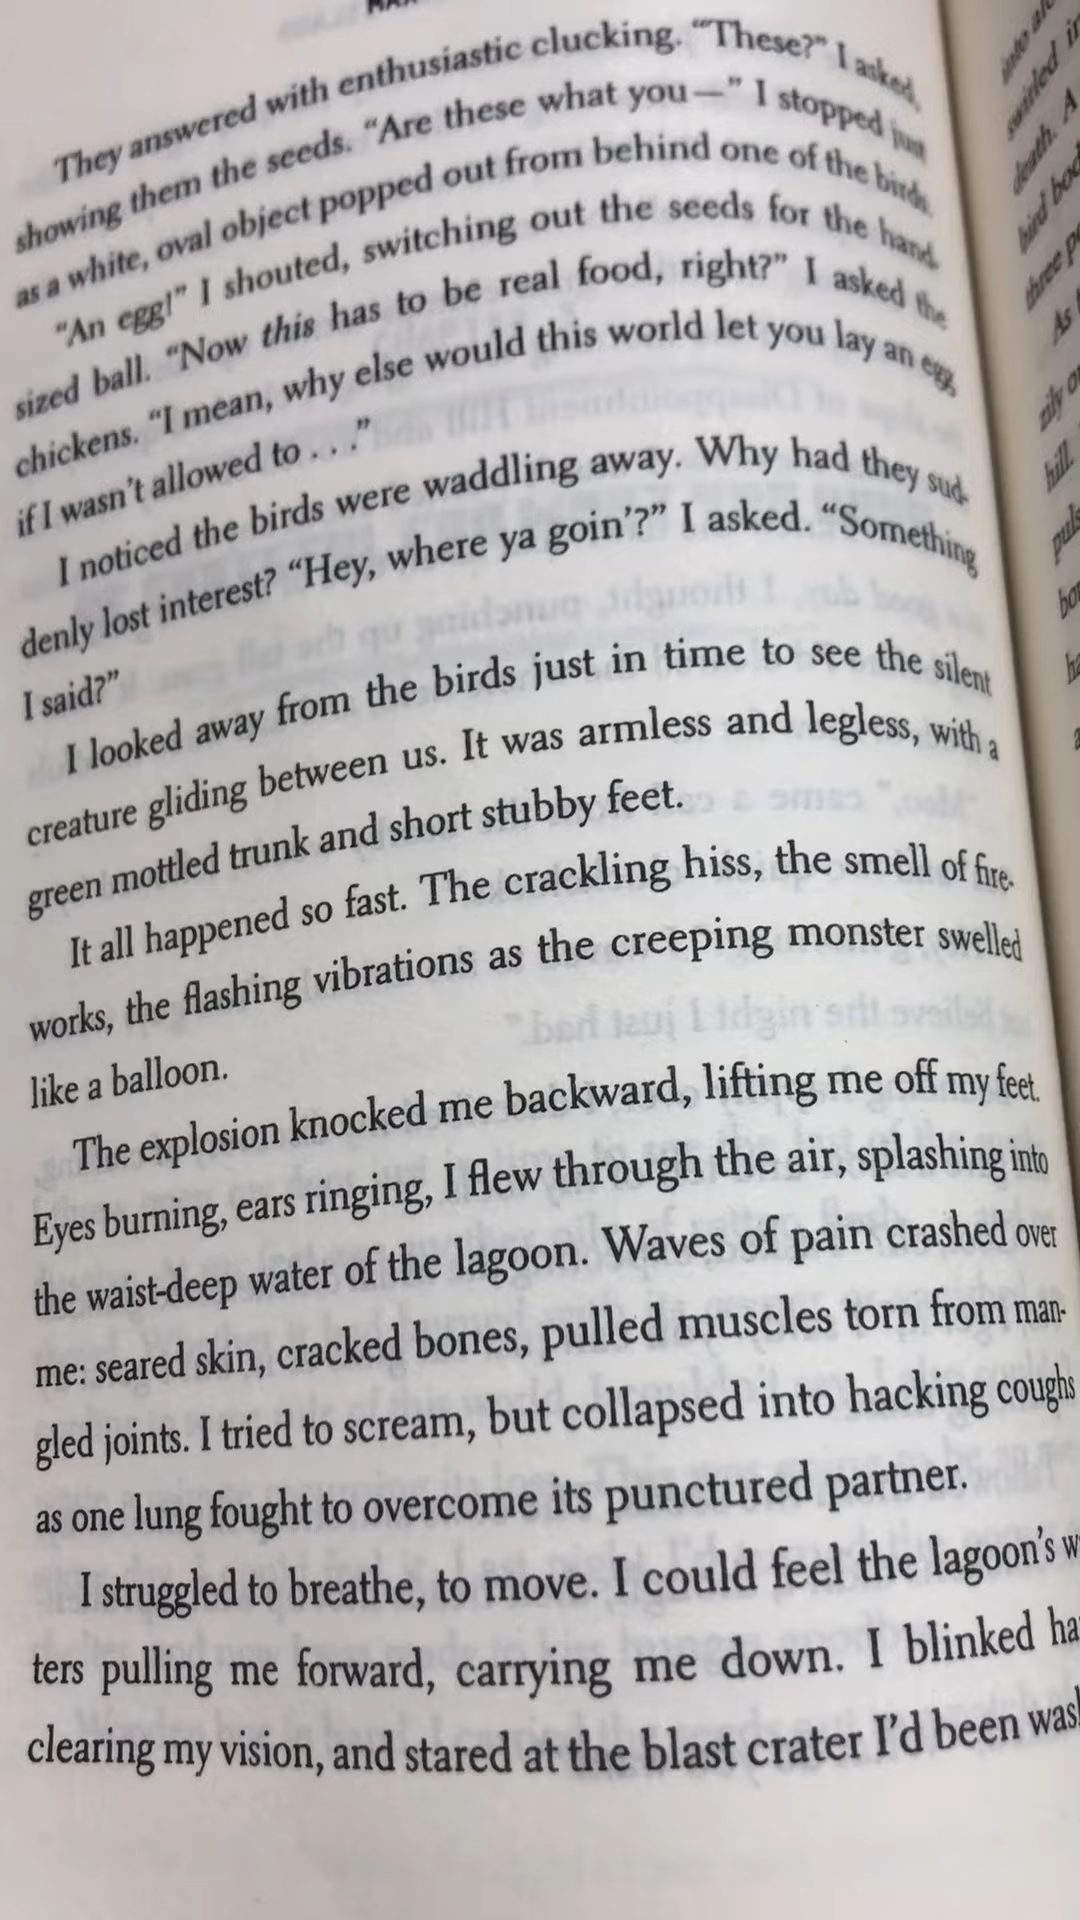 They answered with enthusiastic clucking. “These?” I asked,
showing them the seeds. “Are these what you—” I stopped just
as a white, oval object popped out from behind one of the birds.
“An egg!” I shouted, switching out the seeds for the hand-
sized ball. “Now this has to be real food, right?” I asked the
chickens. “I mean, why else would this world let you lay an egg
if I wasn’t allowed to . . .”
I noticed the birds were waddling away. Why had they sud-
denly lost interest? “Hey, where ya goin’?” I asked. “Something
I said?”
I looked away from the birds just in time to see the silent
creature gliding between us. It was armless and legless, with a
green mottled trunk and short stubby feet.
It all happened so fast. The crackling hiss, the smell of fire-
works, the flashing vibrations as the creeping monster swelled
like a balloon.
The explosion knocked me backward, lifting me off my feet.
Eyes burning, ears ringing, I flew through the air, splashing into
the waist-deep water of the lagoon. Waves of pain crashed over
me: seared skin, cracked bones, pulled muscles torn from man-
gled joints. I tried to scream, but collapsed into hacking coughs
as one lung fought to overcome its punctured partner.
I struggled to breathe, to move. I could feel the lagoon’s w
ters pulling me forward, carrying me down. I blinked ha
clearing my vision, and stared at the blast crater I’d been was
into
swirled
death. A
bird
three
As
hill.